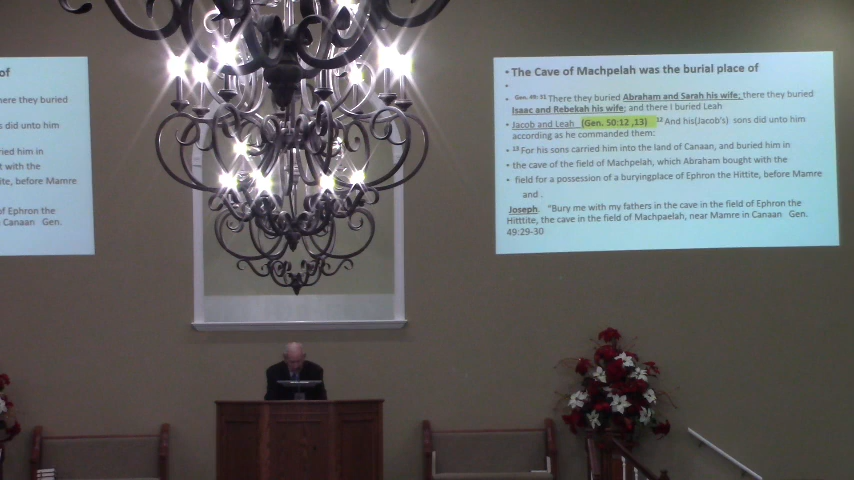 of
here they buried
s did unto him
ried him in
t with the
ite, before Mamre
of Ephron the
Canaan Gen.
• The Cave of Machpelah was the burial place of
•
• Gen. 49: 31 There they buried Abraham and Sarah his wife; there they buried
Isaac and Rebekah his wife; and there I buried Leah
• Jacob and Leah (Gen. 50:12 ,13) 12 And his(Jacob's) sons did unto him
according as he commanded them:
• 13 For his sons carried him into the land of Canaan, and buried him in
• the cave of the field of Machpelah, which Abraham bought with the
• field for a possession of a buryingplace of Ephron the Hittite, before Mamre
and .
Joseph. "Bury me with my fathers in the cave in the field of Ephron the
Hitttite, the cave in the field of Machpaelah, near Mamre in Canaan Gen.
49:29-30